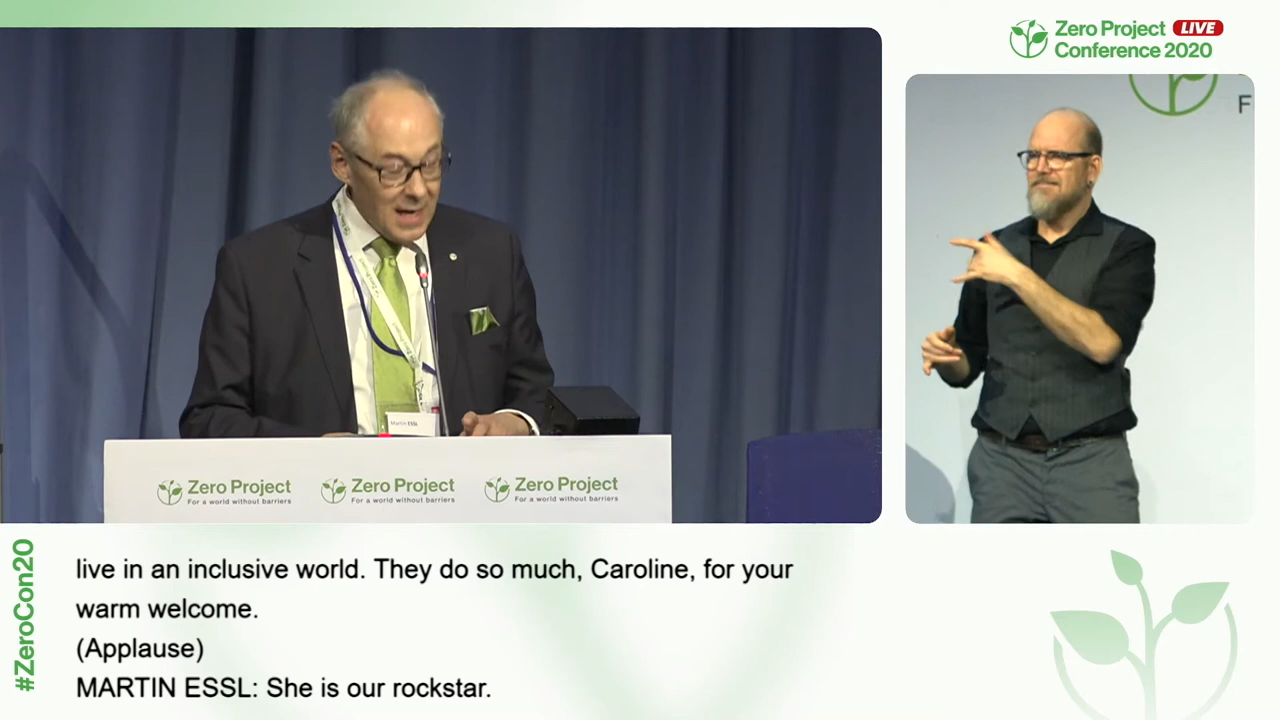 Zero Project LIVE
Conference 2020
F
Martin ESSL
Zero Project
For a world without barriers
Zero Project
For a world without barriers
Zero Project
For a world without barriers
#ZeroCon20
live in an inclusive world. They do so much, Caroline, for your
warm welcome.
(Applause)
MARTIN ESSL: She is our rockstar.